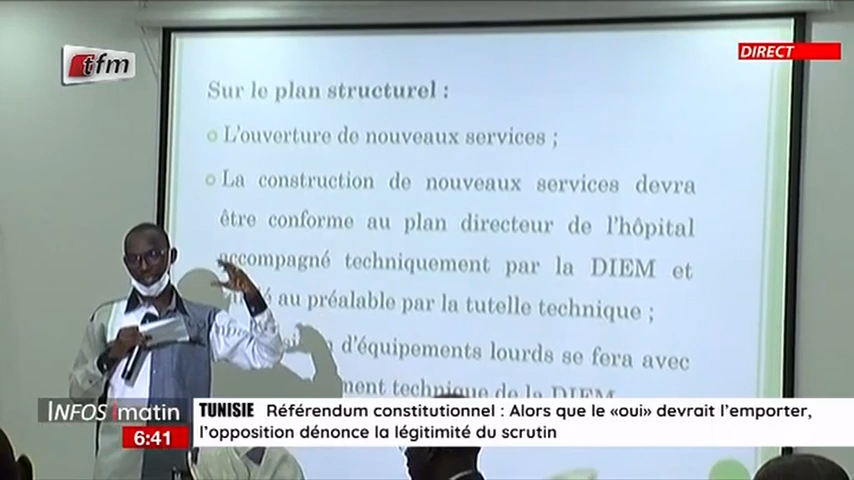 tfm
DIRECT
Sur le plan structurel :
L'ouverture de nouveaux services ;
La construction de nouveaux services devra
être conforme au plan directeur de l'hôpital
accompagné techniquement par la DIEM et
au préalable par la tutelle technique ;
d'équipements lourds se fera avec
technique de la DIEM
INFOS matin
6:41
TUNISIE Référendum constitutionnel : Alors que le «oui» devrait l'emporter,
l'opposition dénonce la légitimité du scrutin